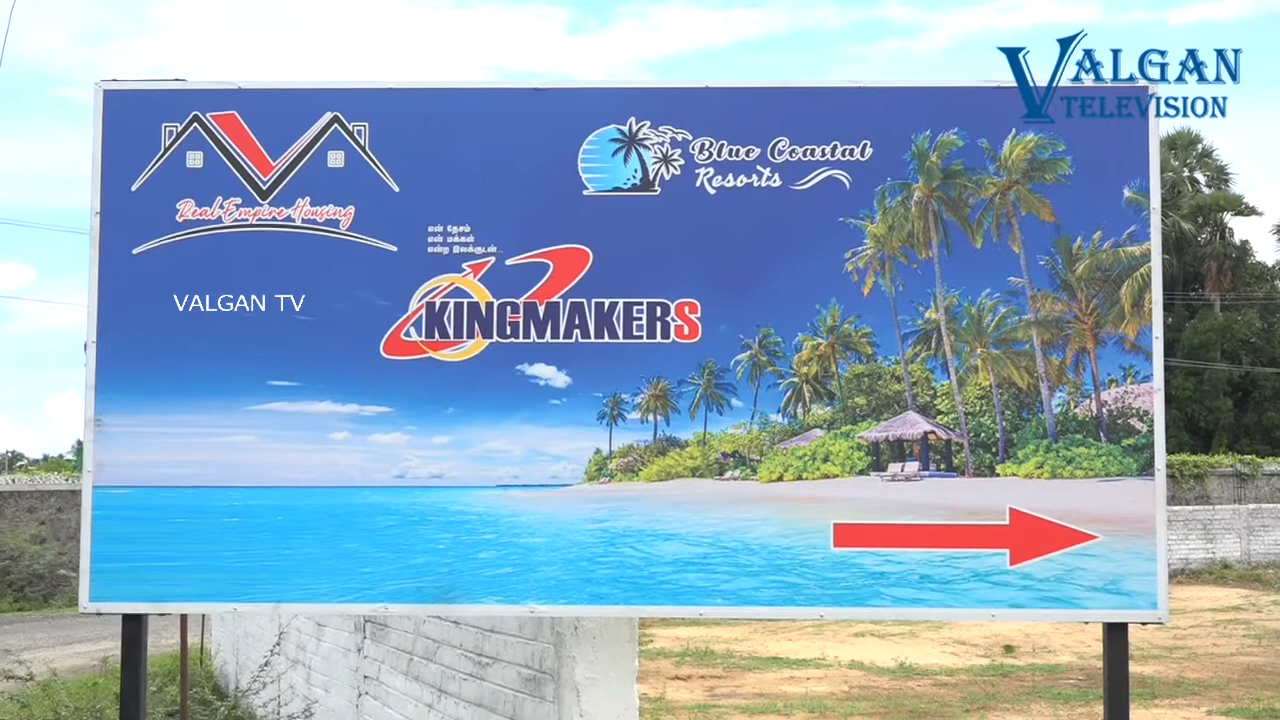 VALGAN
TELEVISION
Real Empire Housing
Blue Coastal
Resorts
என் தேசம்
என் மக்கள்
என்ற இலக்குடன்...
KINGMAKERS
VALGAN TV